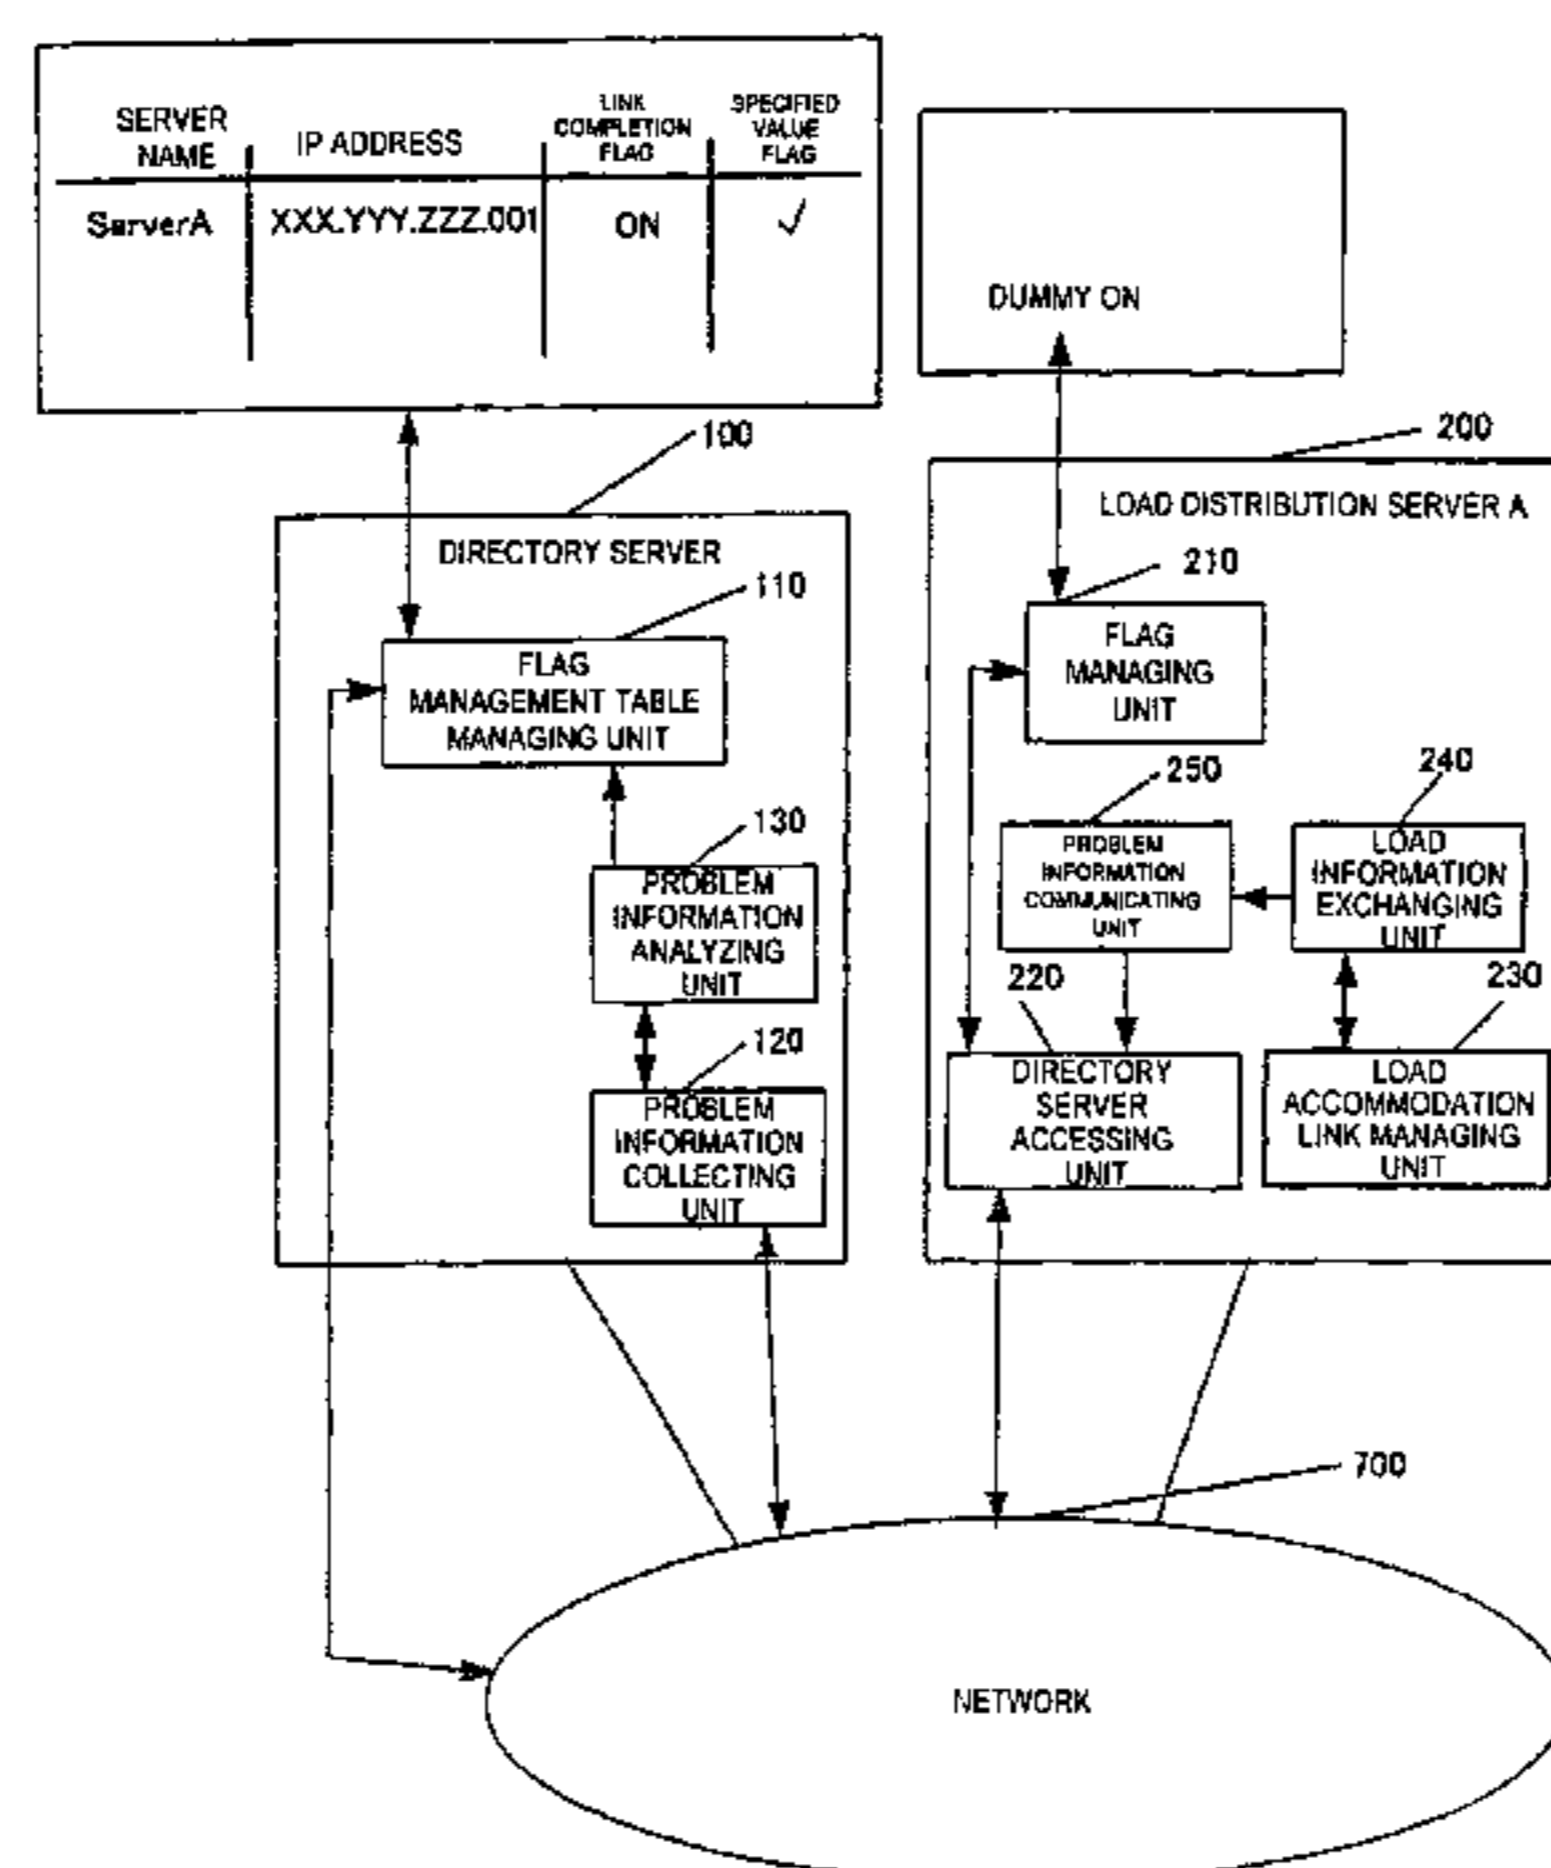 SERVER
NAME
IP ADDRESS
LINK
COMPLETION
FLAG
SPECIFIED
VALUE
FLAG
ServerA
XXX.YYY.ZZZ.001
ON
✓
DUMMY ON
100
200
DIRECTORY SERVER
LOAD DISTRIBUTION SERVER A
110
210
FLAG
MANAGEMENT TABLE
MANAGING UNIT
FLAG
MANAGING
UNIT
130
250
240
PROBLEM
INFORMATION
ANALYZING
UNIT
PROBLEM
INFORMATION
COMMUNICATING
UNIT
LOAD
INFORMATION
EXCHANGING
UNIT
120
220
230
PROBLEM
INFORMATION
COLLECTING
UNIT
DIRECTORY
SERVER
ACCESSING
UNIT
LOAD
ACCOMMODATION
LINK MANAGING
UNIT
700
NETWORK